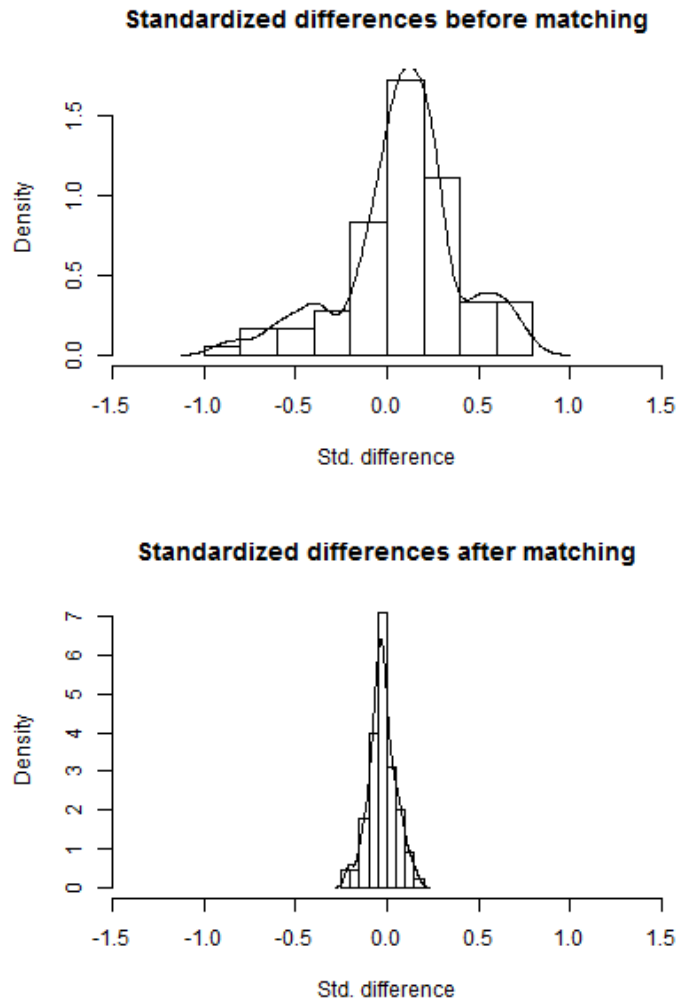 Standardized differences before matching
1.5
1.0
0.5
0.0
Density
-1.5 -1.0 -0.5 0.0 0.5 1.0 1.5
Std. difference
Standardized differences after matching
7
6
5
4
3
2
1
0
Density
-1.5 -1.0 -0.5 0.0 0.5 1.0 1.5
Std. difference